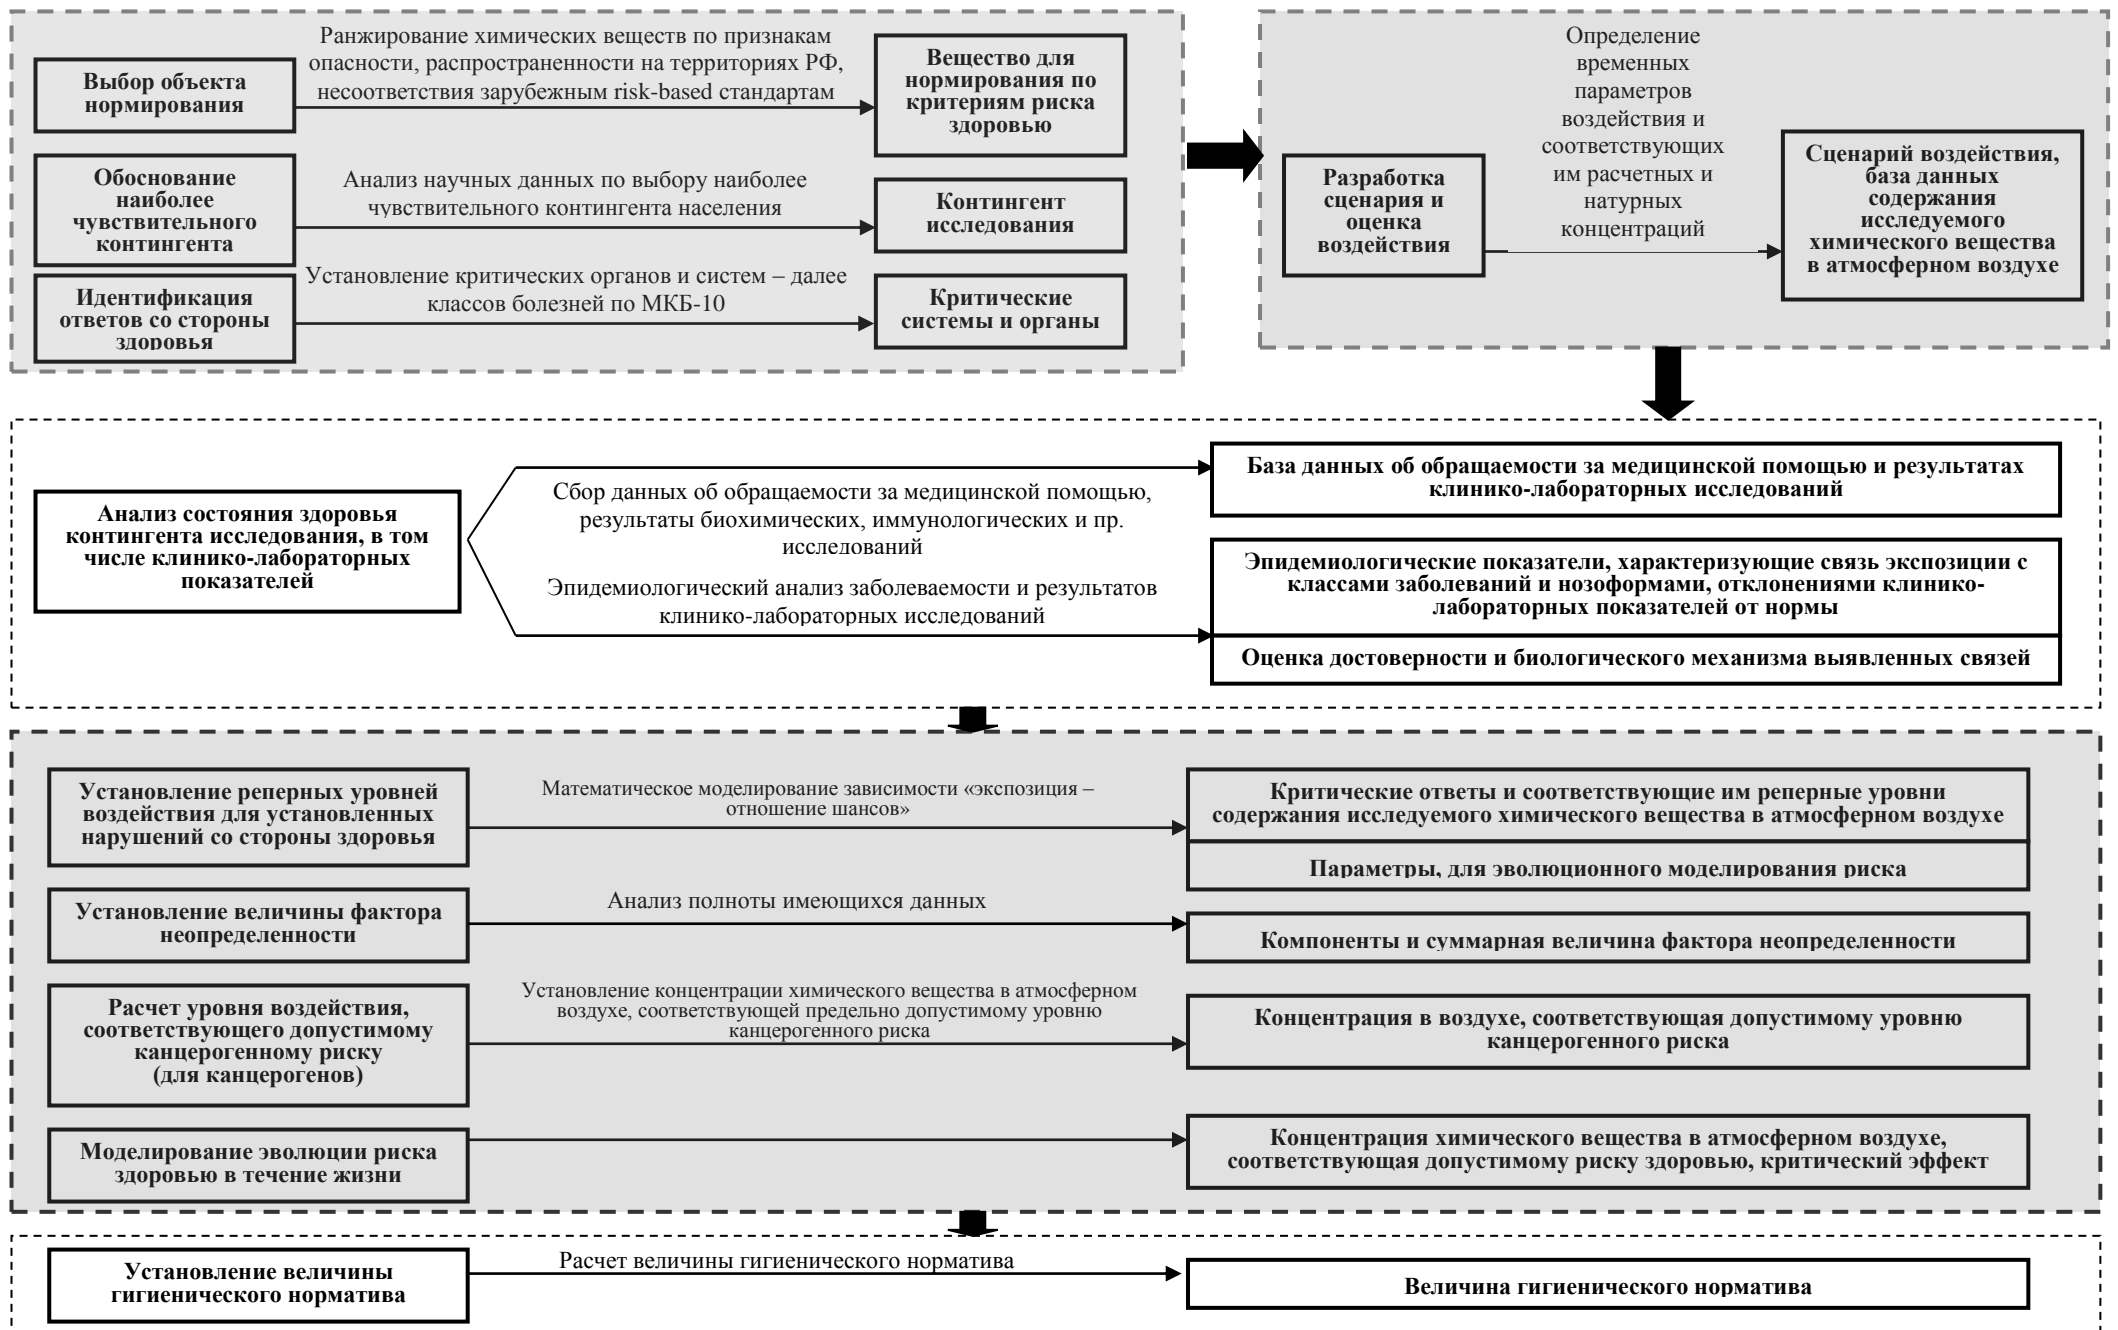 Выбор объекта
нормирования
Ранжирование химических веществ по признакам
опасности, распространенности на территориях РФ,
несоответствия зарубежным risk-based стандартам
Вещество для
нормирования по
критериям риска
здоровью
Обоснование
наиболее
чувствительного
контингента
Анализ научных данных по выбору наиболее
чувствительного контингента населения
Контингент
исследования
Идентификация
ответов со стороны
здоровья
Установление критических органов и систем – далее
классов болезней по МКБ-10
Критические
системы и органы
Разработка
сценария и
оценка
воздействия
Определение
временных
параметров
воздействия и
соответствующих
им расчетных и
натурных
концентраций
Сценарий воздействия,
база данных
содержания
исследуемого
химического вещества
в атмосферном воздухе
Анализ состояния здоровья
контингента исследования, в том
числе клинико-лабораторных
показателей
Сбор данных об обращаемости за медицинской помощью,
результаты биохимических, иммунологических и пр.
исследований
Эпидемиологический анализ заболеваемости и результатов
клинико-лабораторных исследований
База данных об обращаемости за медицинской помощью и результатах
клинико-лабораторных исследований
Эпидемиологические показатели, характеризующие связь экспозиции с
классами заболеваний и нозоформами, отклонениями клинико-
лабораторных показателей от нормы
Оценка достоверности и биологического механизма выявленных связей
Установление реперных уровней
воздействия для установленных
нарушений со стороны здоровья
Математическое моделирование зависимости «экспозиция –
отношение шансов»
Критические ответы и соответствующие им реперные уровни
содержания исследуемого химического вещества в атмосферном воздухе
Параметры, для эволюционного моделирования риска
Установление величины фактора
неопределенности
Анализ полноты имеющихся данных
Компоненты и суммарная величина фактора неопределенности
Расчет уровня воздействия,
соответствующего допустимому
канцерогенному риску
(для канцерогенов)
Установление концентрации химического вещества в атмосферном
воздухе, соответствующей предельно допустимому уровню
канцерогенного риска
Концентрация в воздухе, соответствующая допустимому уровню
канцерогенного риска
Моделирование эволюции риска
здоровью в течение жизни
Концентрация химического вещества в атмосферном воздухе,
соответствующая допустимому риску здоровью, критический эффект
Установление величины
гигиенического норматива
Расчет величины гигиенического норматива
Величина гигиенического норматива